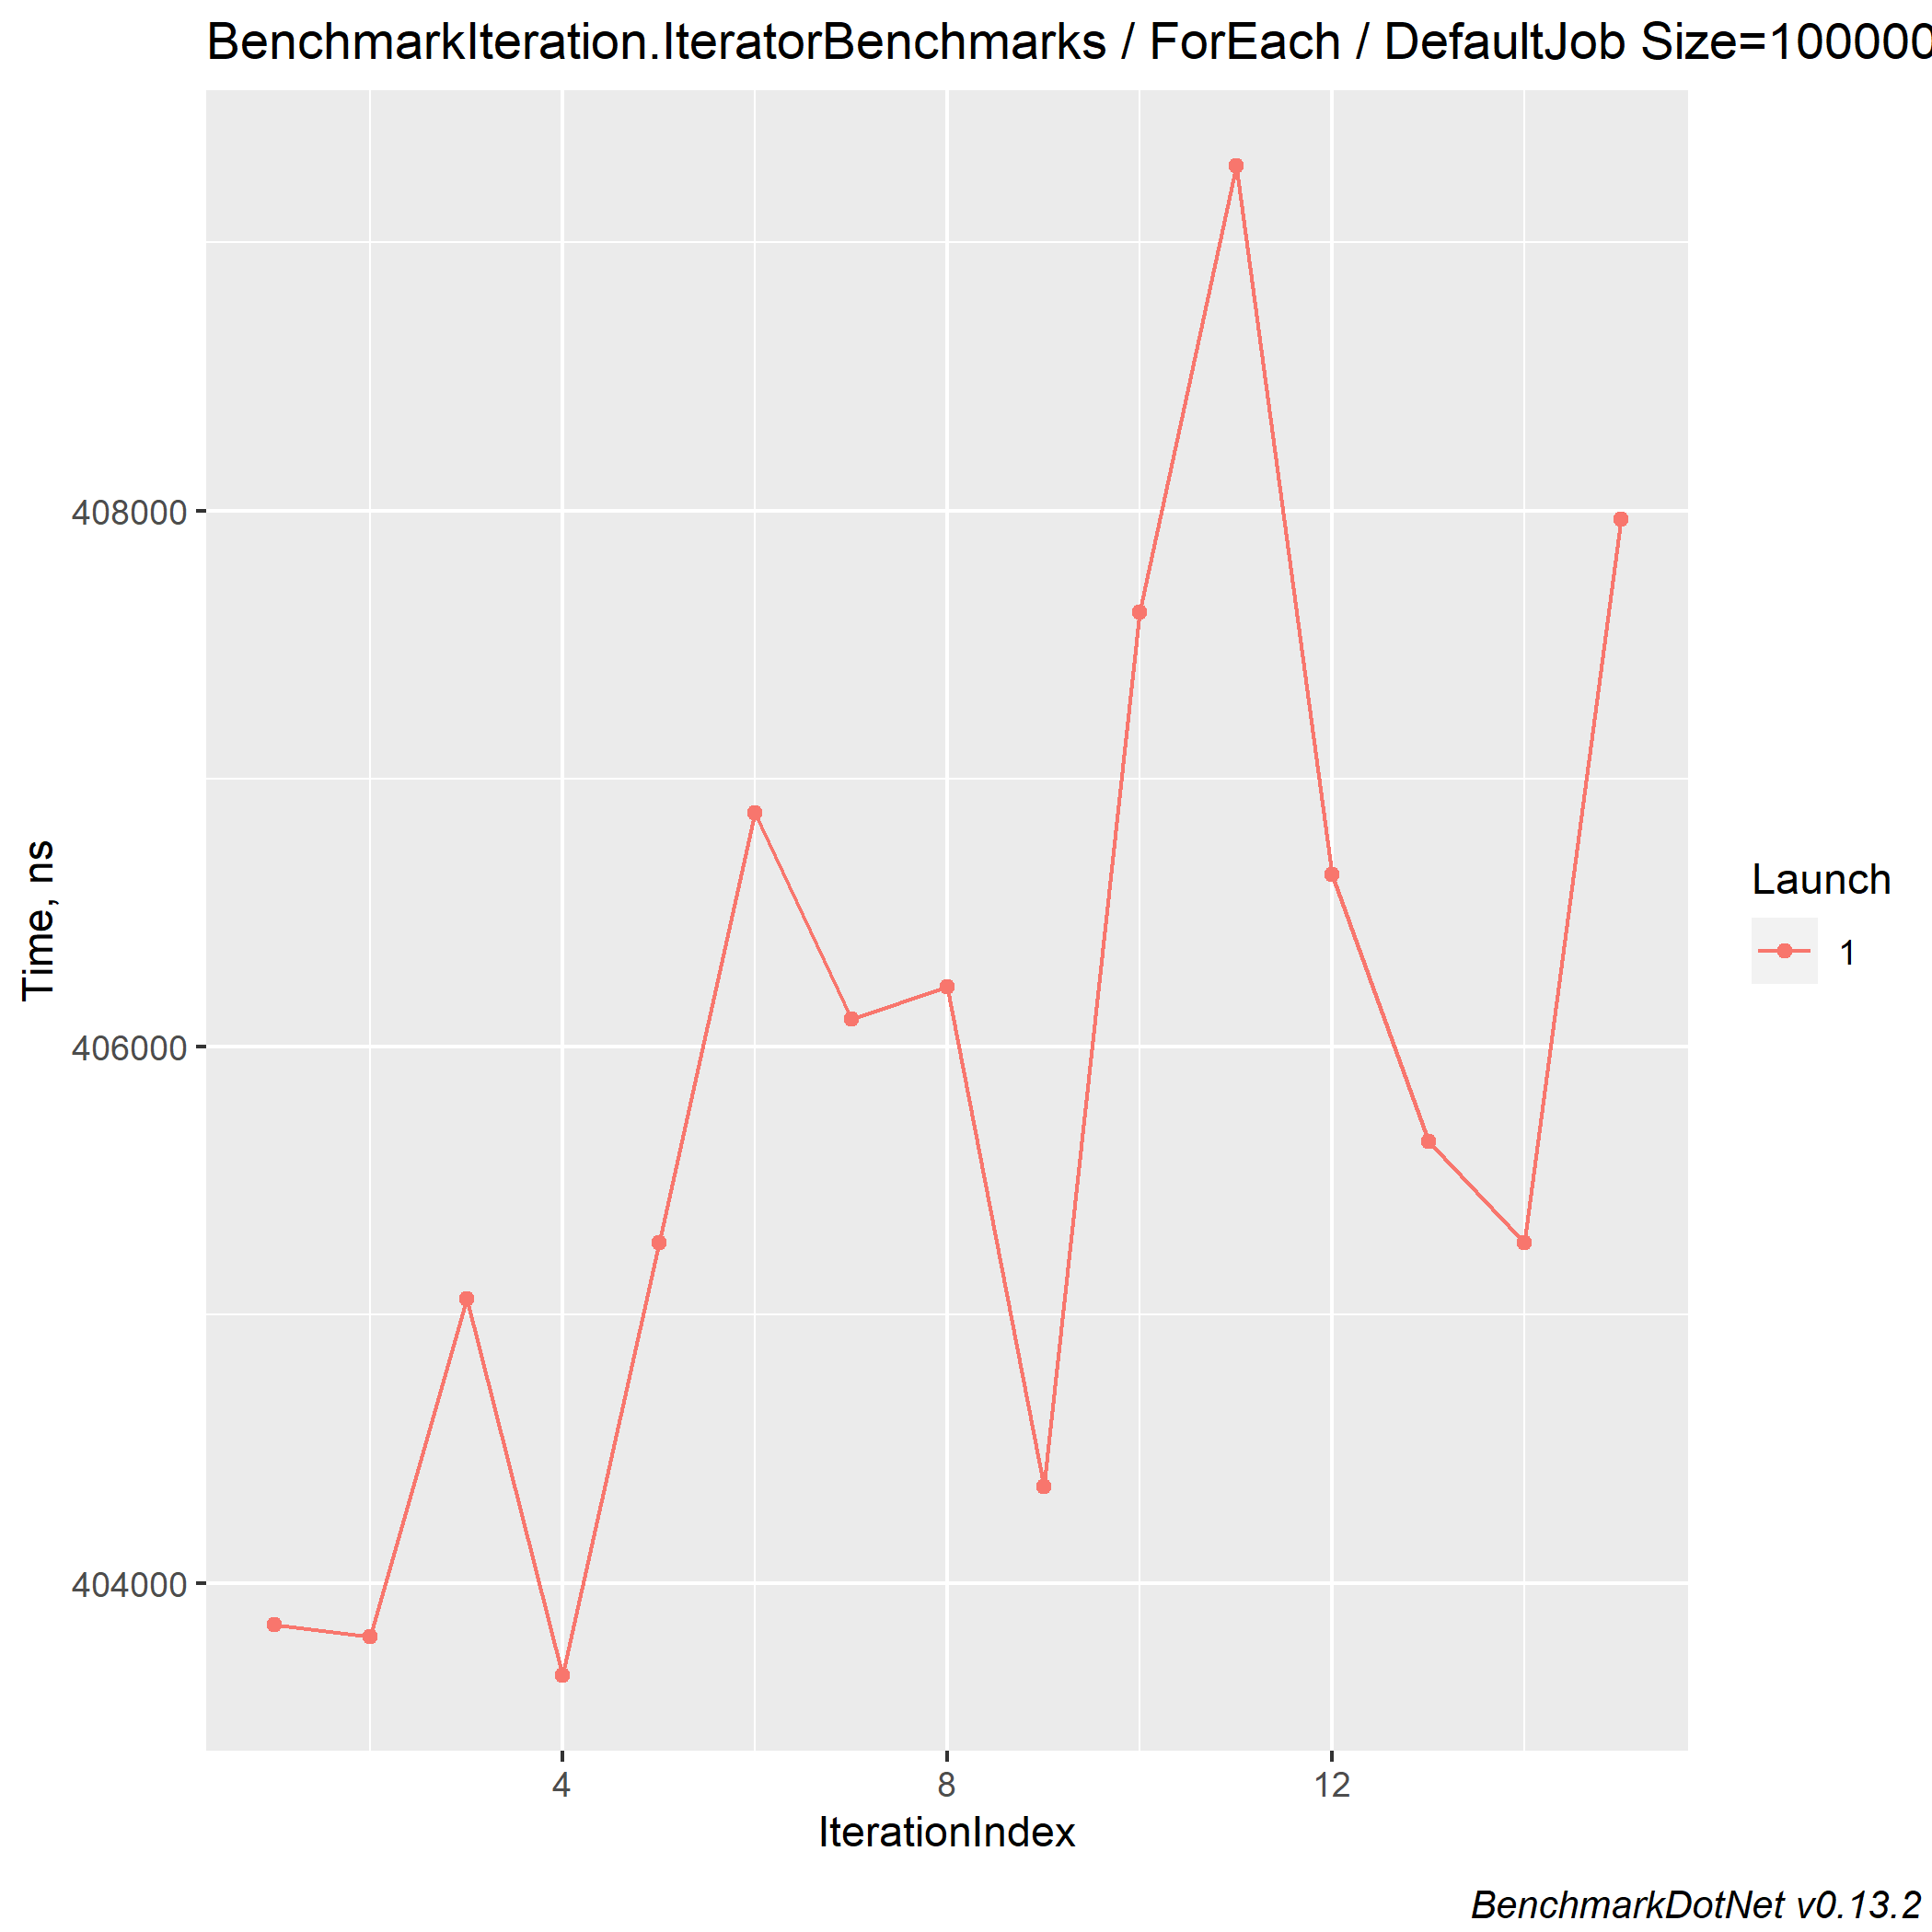 BenchmarkIteration.IteratorBenchmarks / ForEach / DefaultJob Size=100000
408000
406000
404000
Time, ns
4 8 12
IterationIndex
Launch
1
BenchmarkDotNet v0.13.2